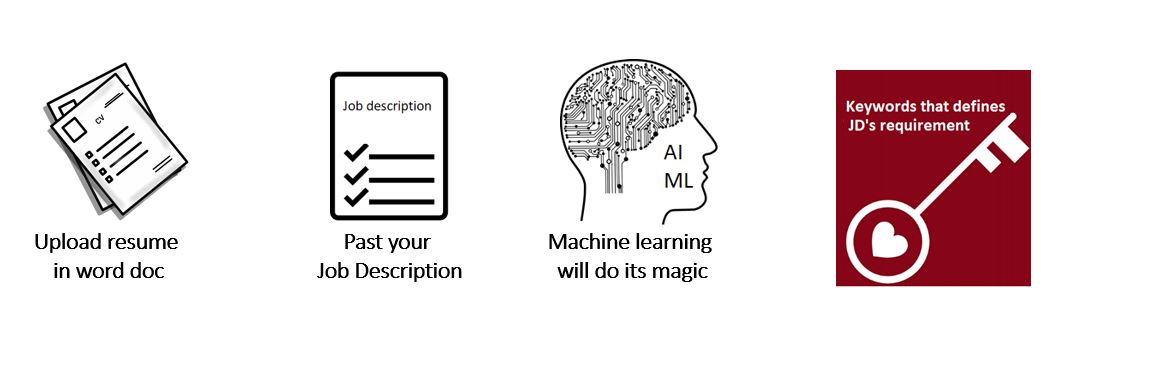 CV
Upload resume
in word doc
Job description
Past your
Job Description
AI
ML
Machine learning
will do its magic
Keywords that defines
JD's requirement